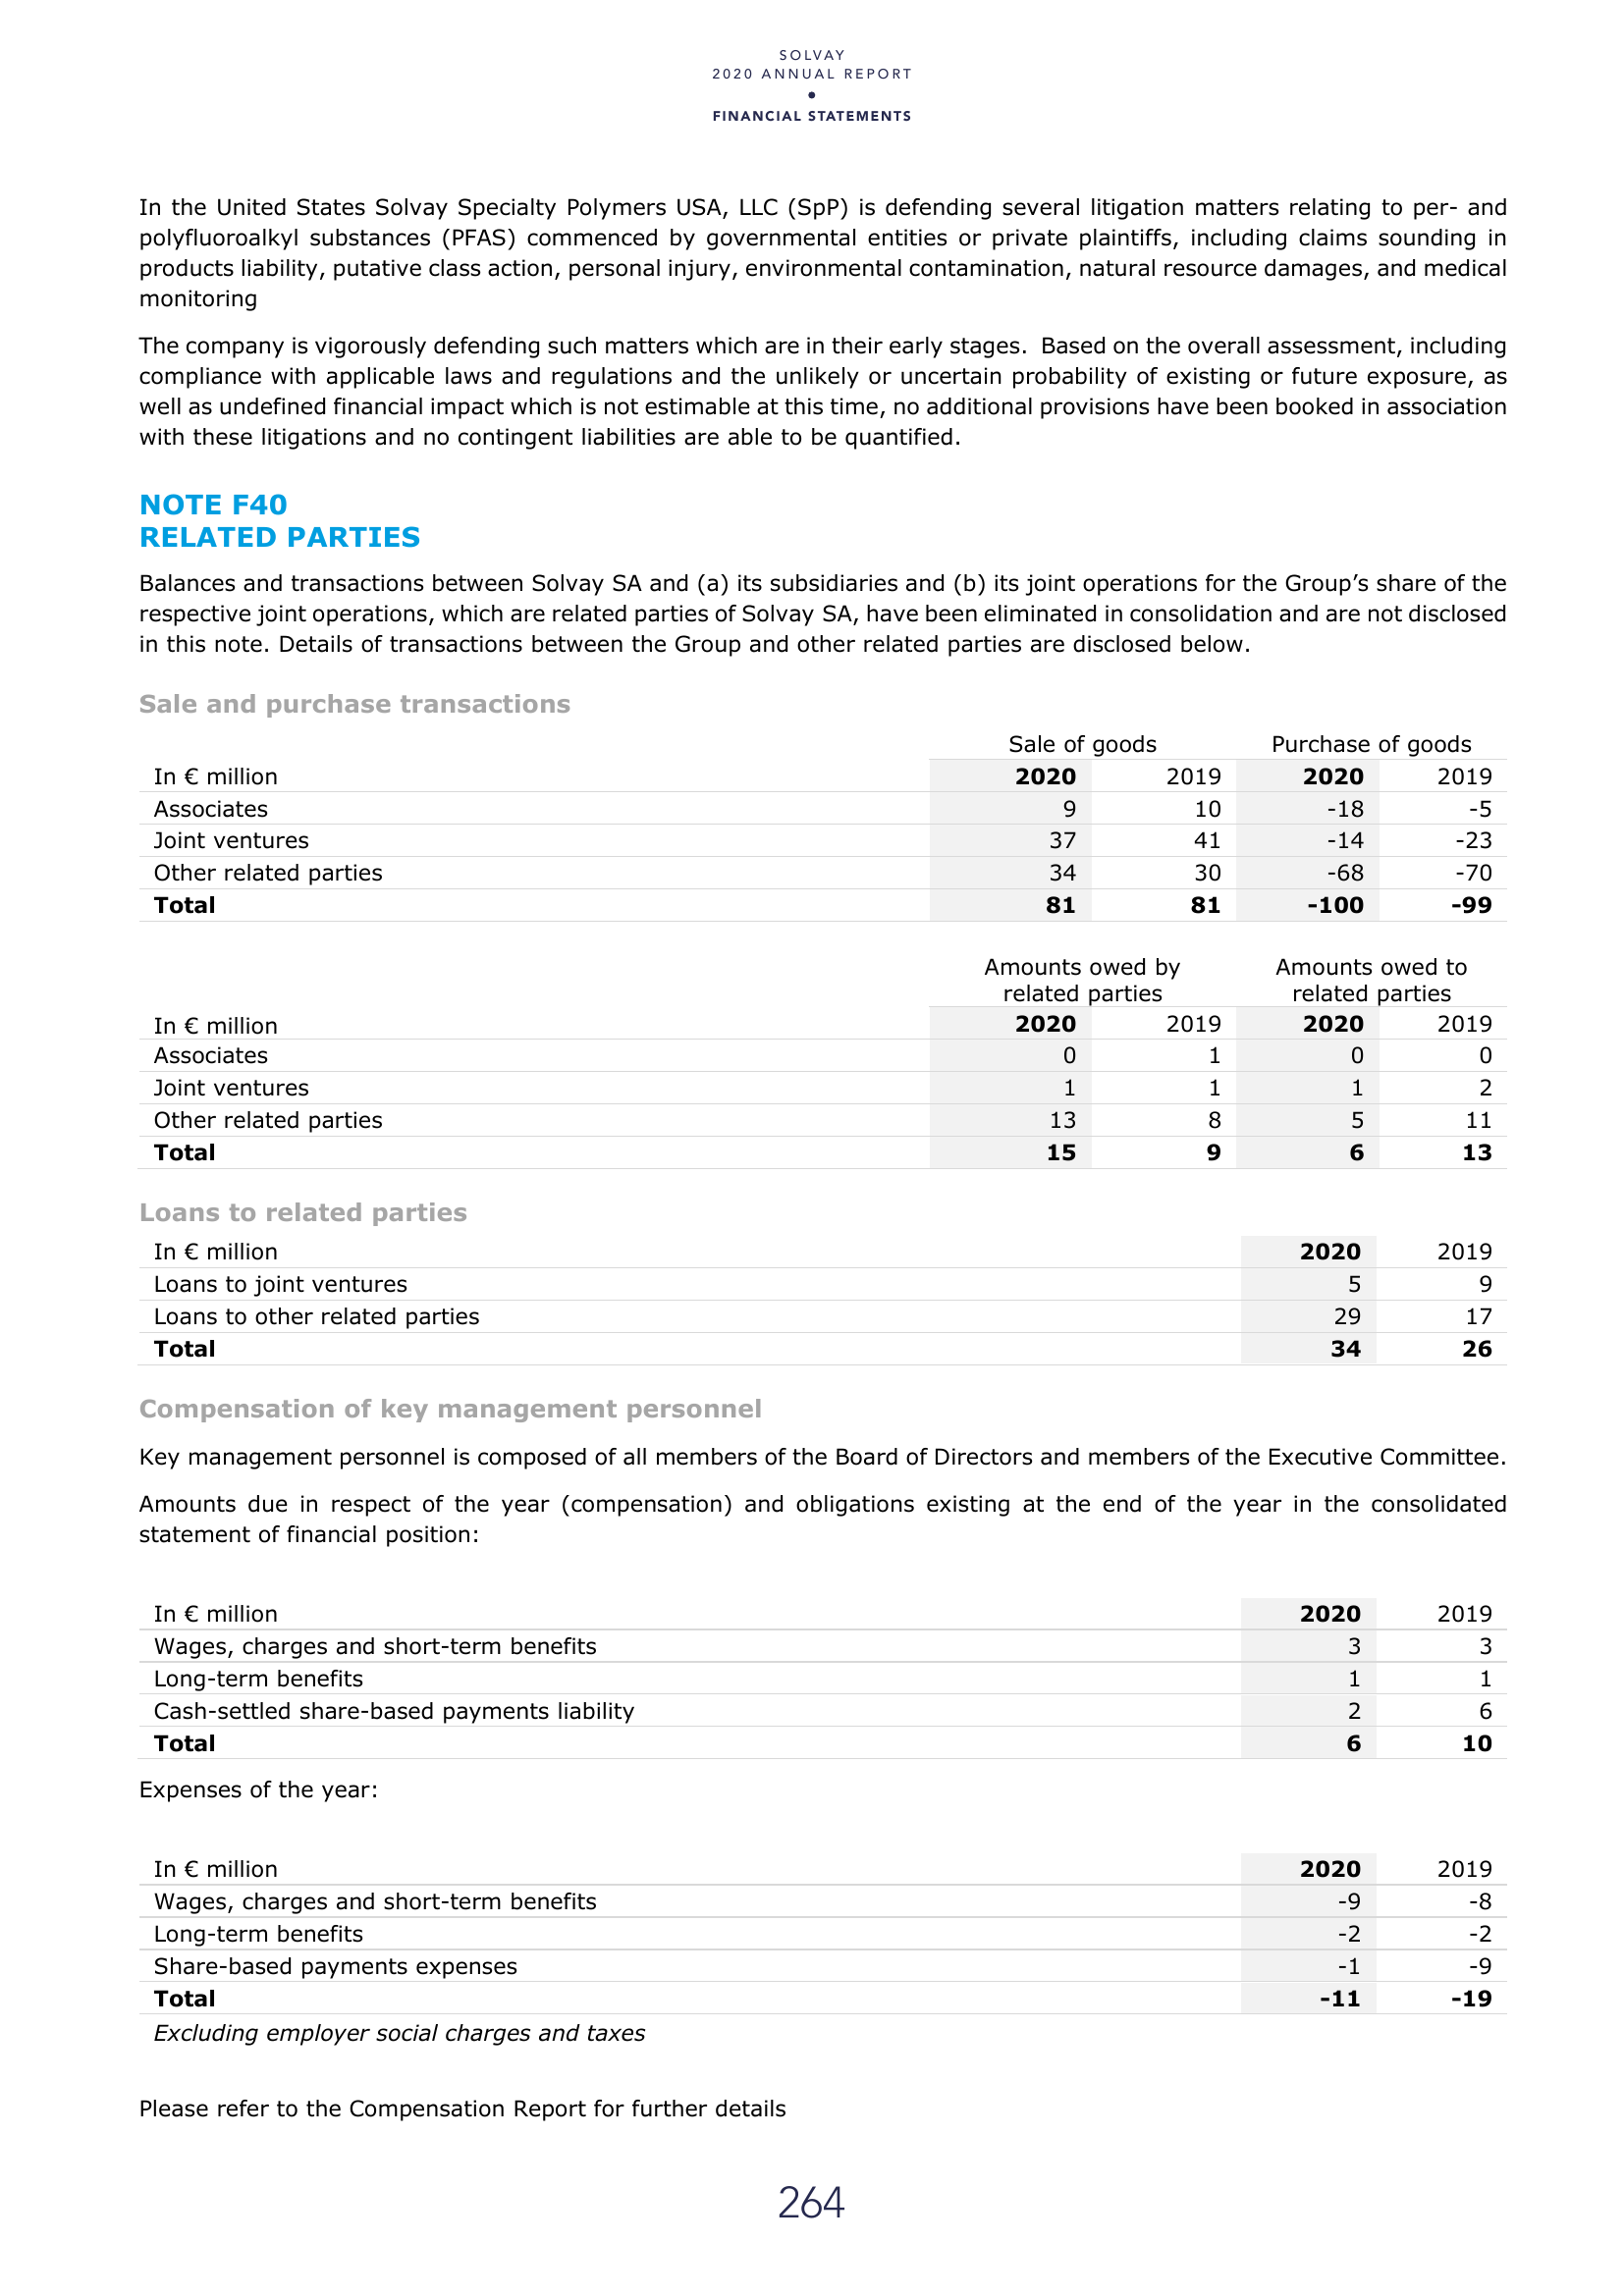 SOLVAY
2020 ANNUAL REPORT
•
FINANCIAL STATEMENTS
In the United States Solvay Specialty Polymers USA, LLC (SpP) is defending several litigation matters relating to per- and
polyfluoroalkyl substances (PFAS) commenced by governmental entities or private plaintiffs, including claims sounding in
products liability, putative class action, personal injury, environmental contamination, natural resource damages, and medical
monitoring
The company is vigorously defending such matters which are in their early stages.  Based on the overall assessment, including
compliance with applicable laws and regulations and the unlikely or uncertain probability of existing or future exposure, as
well as undefined financial impact which is not estimable at this time, no additional provisions have been booked in association
with these litigations and no contingent liabilities are able to be quantified.
NOTE F40
RELATED PARTIES
Balances and transactions between Solvay SA and (a) its subsidiaries and (b) its joint operations for the Group’s share of the
respective joint operations, which are related parties of Solvay SA, have been eliminated in consolidation and are not disclosed
in this note. Details of transactions between the Group and other related parties are disclosed below.
Sale and purchase transactions
Sale of goods Purchase of goods
In € million 2020 2019 2020 2019
Associates 9 10 -18 -5
Joint ventures 37 41 -14 -23
Other related parties 34 30 -68 -70
Total 81 81 -100 -99
Amounts owed by Amounts owed to
related parties related parties
In € million 2020 2019 2020 2019
Associates 0 1 0 0
Joint ventures 1 1 1 2
Other related parties 13 8 5 11
Total 15 9 6 13
Loans to related parties
In € million 2020 2019
Loans to joint ventures 5 9
Loans to other related parties 29 17
Total 34 26
Compensation of key management personnel
Key management personnel is composed of all members of the Board of Directors and members of the Executive Committee.
Amounts due in respect of the year (compensation) and obligations existing at the end of the year in the consolidated
statement of financial position:
In € million 2020 2019
Wages, charges and short-term benefits 3 3
Long-term benefits 1 1
Cash-settled share-based payments liability 2 6
Total 6 10
Expenses of the year:
In € million 2020 2019
Wages, charges and short-term benefits -9 -8
Long-term benefits -2 -2
Share-based payments expenses -1 -9
Total -11 -19
Excluding employer social charges and taxes
Please refer to the Compensation Report for further details
264